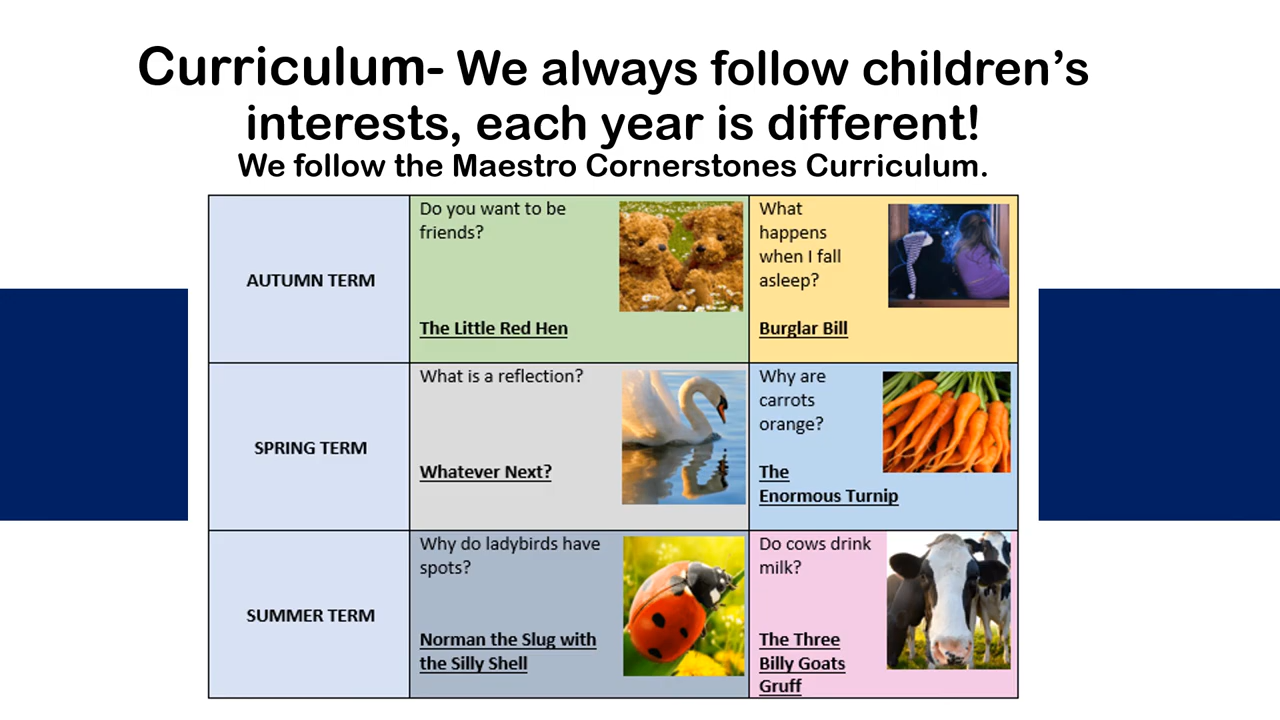 Curriculum- We always follow children's
interests, each year is different!
We follow the Maestro Cornerstones Curriculum.
AUTUMN TERM
Do you want to be
friends?
The Little Red Hen
What
happens
when I fall
asleep?
Burglar Bill
SPRING TERM
What is a reflection?
Whatever Next?
Why are
carrots
orange?
The
Enormous Turnip
SUMMER TERM
Why do ladybirds have
spots?
Norman the Slug with
the Silly Shell
Do cows drink
milk?
The Three
Billy Goats
Gruff